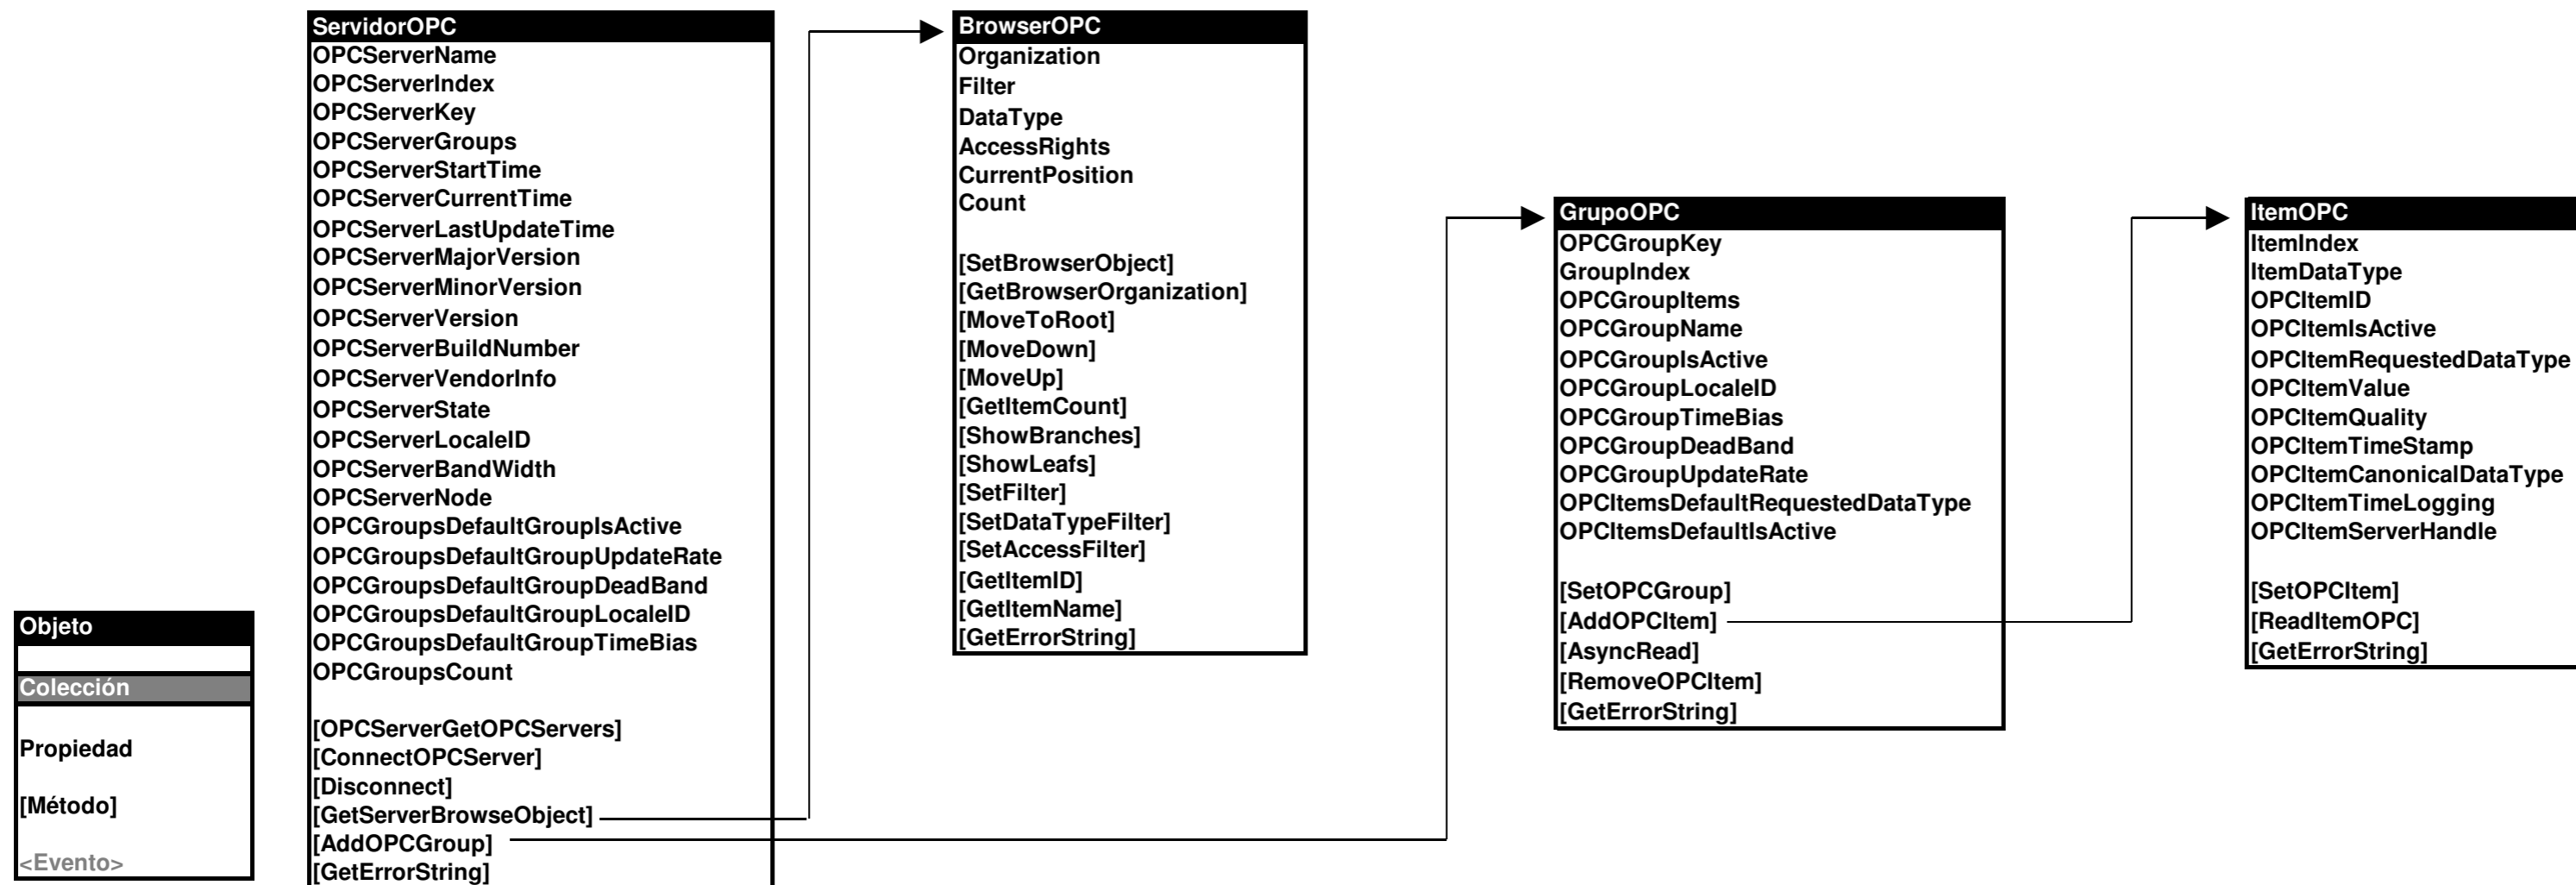 Objeto
Colección
Propiedad
[Método]
<Evento>
ServidorOPC
OPCServerName
OPCServerIndex
OPCServerKey
OPCServerGroups
OPCServerStartTime
OPCServerCurrentTime
OPCServerLastUpdateTime
OPCServerMajorVersion
OPCServerMinorVersion
OPCServerVersion
OPCServerBuildNumber
OPCServerVendorInfo
OPCServerState
OPCServerLocaleID
OPCServerBandWidth
OPCServerNode
OPCGroupsDefaultGroupIsActive
OPCGroupsDefaultGroupUpdateRate
OPCGroupsDefaultGroupDeadBand
OPCGroupsDefaultGroupLocaleID
OPCGroupsDefaultGroupTimeBias
OPCGroupsCount
[OPCServerGetOPCServers]
[ConnectOPCServer]
[Disconnect]
[GetServerBrowseObject]
[AddOPCGroup]
[GetErrorString]
BrowserOPC
Organization
Filter
DataType
AccessRights
CurrentPosition
Count
[SetBrowserObject]
[GetBrowserOrganization]
[MoveToRoot]
[MoveDown]
[MoveUp]
[GetItemCount]
[ShowBranches]
[ShowLeafs]
[SetFilter]
[SetDataTypeFilter]
[SetAccessFilter]
[GetItemID]
[GetItemName]
[GetErrorString]
GrupoOPC
OPCGroupKey
GroupIndex
OPCGroupItems
OPCGroupName
OPCGroupIsActive
OPCGroupLocaleID
OPCGroupTimeBias
OPCGroupDeadBand
OPCGroupUpdateRate
OPCItemsDefaultRequestedDataType
OPCItemsDefaultIsActive
[SetOPCGroup]
[AddOPCItem]
[AsyncRead]
[RemoveOPCItem]
[GetErrorString]
ItemOPC
ItemIndex
ItemDataType
OPCItemID
OPCItemIsActive
OPCItemRequestedDataType
OPCItemValue
OPCItemQuality
OPCItemTimeStamp
OPCItemCanonicalDataType
OPCItemTimeLogging
OPCItemServerHandle
[SetOPCItem]
[ReadItemOPC]
[GetErrorString]